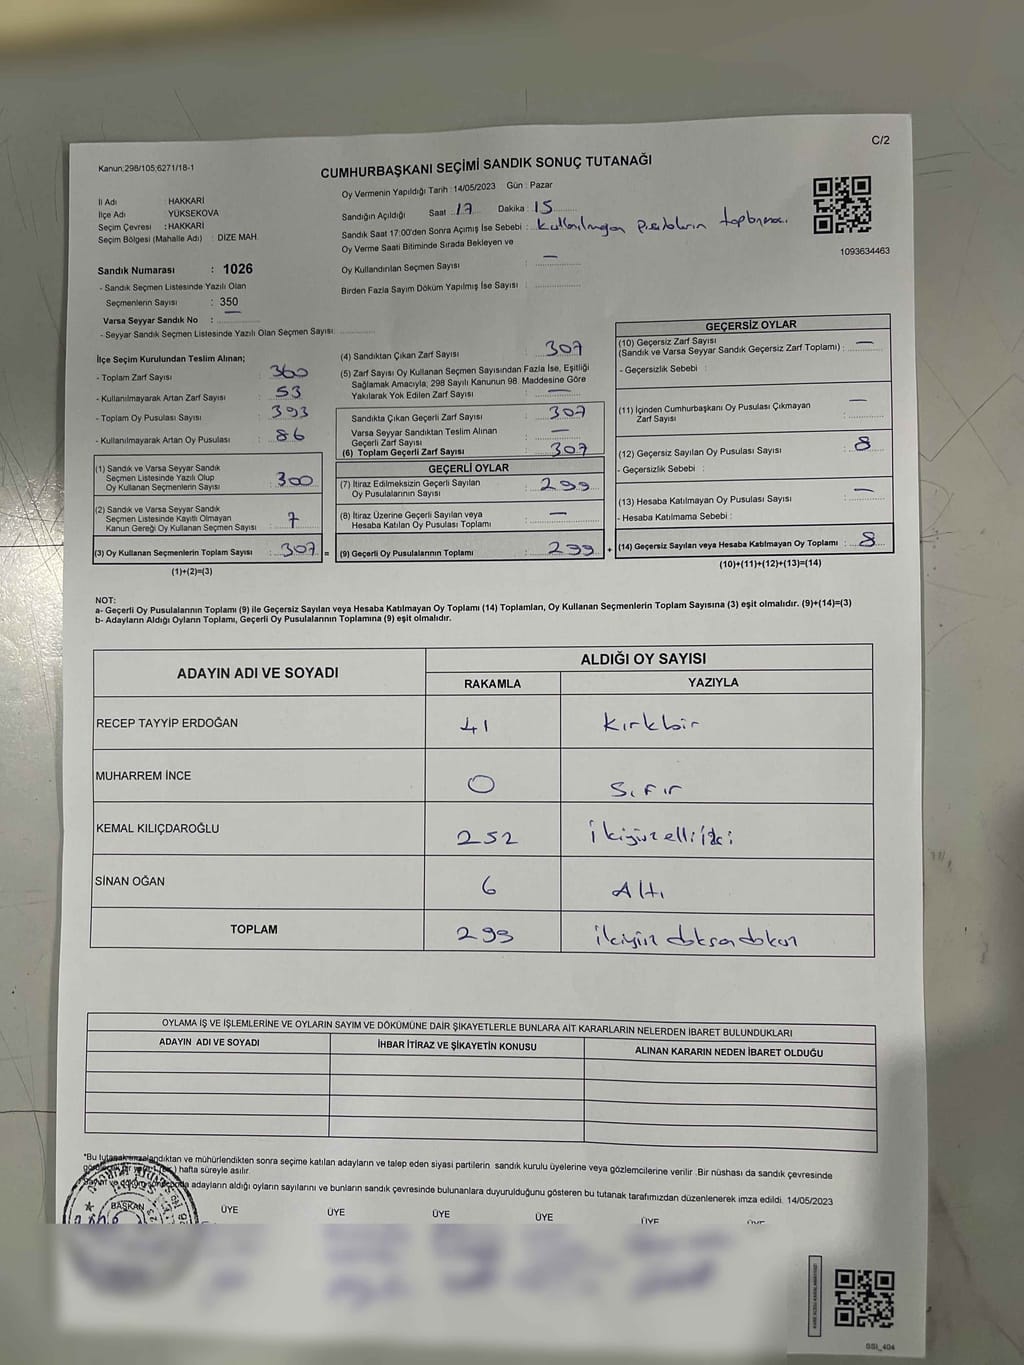 C/2
Kanun:298/105;6271/18-1
CUMHURBAŞKANI SEÇİMİ SANDIK SONUÇ TUTANAĞI
Oy Vermenin Yapıldığı Tarih : 14/05/2023 Gün : Pazar
İl Adı : HAKKARİ
İlçe Adı : YÜKSEKOVA
Seçim Çevresi : HAKKARİ
Seçim Bölgesi (Mahalle Adı) : DİZE MAH.
Sandığın Açıldığı Saat : 17 Dakika : 15
Sandık Saat 17:00'den Sonra Açımış İse Sebebi : Kullanılmayan toplanması
Oy Verme Saati Bitiminde Sırada Bekleyen ve
Oy Kullandırılan Seçmen Sayısı : —
Birden Fazla Sayım Döküm Yapılmış İse Sayısı :
1093634463
Sandık Numarası : 1026
- Sandık Seçmen Listesinde Yazılı Olan
Seçmenlerin Sayısı : 350
Varsa Seyyar Sandık No : —
- Seyyar Sandık Seçmen Listesinde Yazılı Olan Seçmen Sayısı:
İlçe Seçim Kurulundan Teslim Alınan;
- Toplam Zarf Sayısı : 360
- Kullanılmayarak Artan Zarf Sayısı : 53
- Toplam Oy Pusulası Sayısı : 393
- Kullanılmayarak Artan Oy Pusulası : 86
(1) Sandık ve Varsa Seyyar Sandık
Seçmen Listesinde Yazılı Olup
Oy Kullanan Seçmenlerin Sayısı : 300
(2) Sandık ve Varsa Seyyar Sandık
Seçmen Listesinde Kayıtlı Olmayan
Kanun Gereği Oy Kullanan Seçmen Sayısı : 7
(3) Oy Kullanan Seçmenlerin Toplam Sayısı : 307 =
(1)+(2)=(3)
(4) Sandıktan Çıkan Zarf Sayısı : 307
(5) Zarf Sayısı Oy Kullanan Seçmen Sayısından Fazla İse, Eşitliği
Sağlamak Amacıyla; 298 Sayılı Kanunun 98. Maddesine Göre
Yakılarak Yok Edilen Zarf Sayısı : —
Sandıkta Çıkan Geçerli Zarf Sayısı : 307
Varsa Seyyar Sandıktan Teslim Alınan
Geçerli Zarf Sayısı : —
(6) Toplam Geçerli Zarf Sayısı : 307
GEÇERLİ OYLAR
(7) İtiraz Edilmeksizin Geçerli Sayılan
Oy Pusulalarının Sayısı : 299
(8) İtiraz Üzerine Geçerli Sayılan veya
Hesaba Katılan Oy Pusulası Toplamı : —
(9) Geçerli Oy Pusulalarının Toplamı : 299 +
GEÇERSİZ OYLAR
(10) Geçersiz Zarf Sayısı
(Sandık ve Varsa Seyyar Sandık Geçersiz Zarf Toplamı) : —
- Geçersizlik Sebebi :
(11) İçinden Cumhurbaşkanı Oy Pusulası Çıkmayan
Zarf Sayısı : —
(12) Geçersiz Sayılan Oy Pusulası Sayısı : 8
- Geçersizlik Sebebi :
(13) Hesaba Katılmayan Oy Pusulası Sayısı : —
- Hesaba Katılmama Sebebi :
(14) Geçersiz Sayılan veya Hesaba Katılmayan Oy Toplamı : 8
(10)+(11)+(12)+(13)=(14)
NOT:
a- Geçerli Oy Pusulalarının Toplamı (9) ile Geçersiz Sayılan veya Hesaba Katılmayan Oy Toplamı (14) Toplamları, Oy Kullanan Seçmenlerin Toplam Sayısına (3) eşit olmalıdır. (9)+(14)=(3)
b- Adayların Aldığı Oyların Toplamı, Geçerli Oy Pusulalarının Toplamına (9) eşit olmalıdır.
ADAYIN ADI VE SOYADI
ALDIĞI OY SAYISI
RAKAMLA YAZIYLA
RECEP TAYYİP ERDOĞAN 41 Kırkbir
MUHARREM İNCE 0 Sıfır
KEMAL KILIÇDAROĞLU 252 İkiyüzelliiki
SİNAN OĞAN 6 Altı
TOPLAM 299 ikiyüz doksan dokuz
OYLAMA İŞ VE İŞLEMLERİNE VE OYLARIN SAYIM VE DÖKÜMÜNE DAİR ŞİKAYETLERLE BUNLARA AİT KARARLARIN NELERDEN İBARET BULUNDUKLARI
ADAYIN ADI VE SOYADI İHBAR İTİRAZ VE ŞİKAYETİN KONUSU ALINAN KARARIN NEDEN İBARET OLDUĞU
*Bu tutanak imzalandıktan ve mühürlendikten sonra seçime katılan adayların ve talep eden siyasi partilerin sandık kurulu üyelerine veya gözlemcilerine verilir .Bir nüshası da sandık çevresinde
hafta süreyle asılır.
adayların aldığı oyların sayılarını ve bunların sandık çevresinde bulunanlara duyurulduğunu gösteren bu tutanak tarafımızdan düzenlenerek imza edildi. 14/05/2023
BAŞKAN ÜYE ÜYE ÜYE ÜYE ÜYE
SSI_404